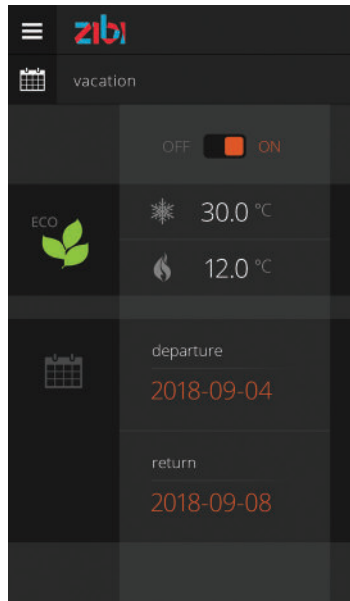 zibi
vacation
OFF ON
ECO
30.0 °C
12.0 °C
departure
2018-09-04
return
2018-09-08